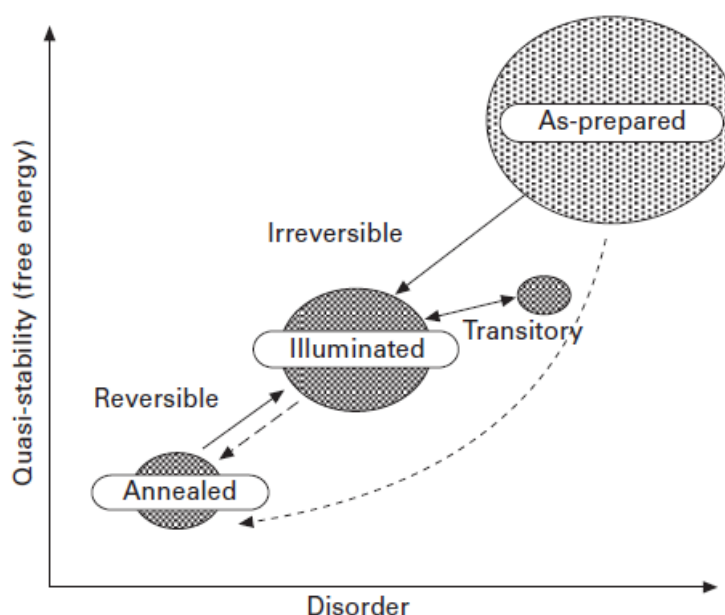 As-prepared
Irreversible
Transitory
Illuminated
Reversible
Annealed
Quasi-stability (free energy)
Disorder